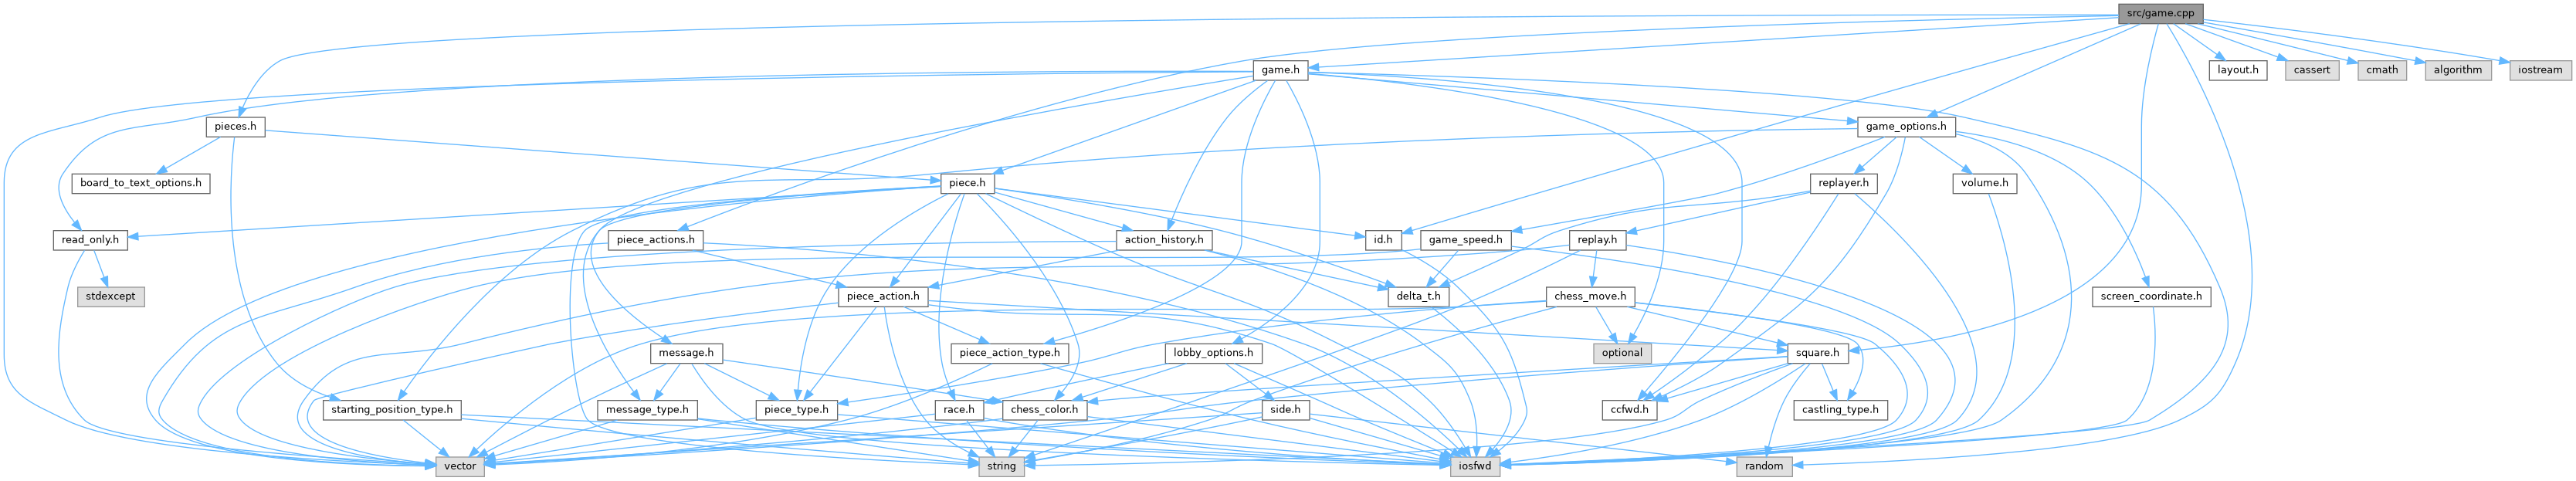 src/game.cpp
game.h
layout.h
cassert
cmath
algorithm
iostream
pieces.h
game_options.h
board_to_text_options.h
piece.h
replayer.h
volume.h
read_only.h
piece_actions.h
action_history.h
id.h
game_speed.h
replay.h
stdexcept
piece_action.h
delta_t.h
chess_move.h
screen_coordinate.h
message.h
piece_action_type.h
lobby_options.h
optional
square.h
starting_position_type.h
message_type.h
piece_type.h
race.h
chess_color.h
side.h
ccfwd.h
castling_type.h
vector
string
iosfwd
random